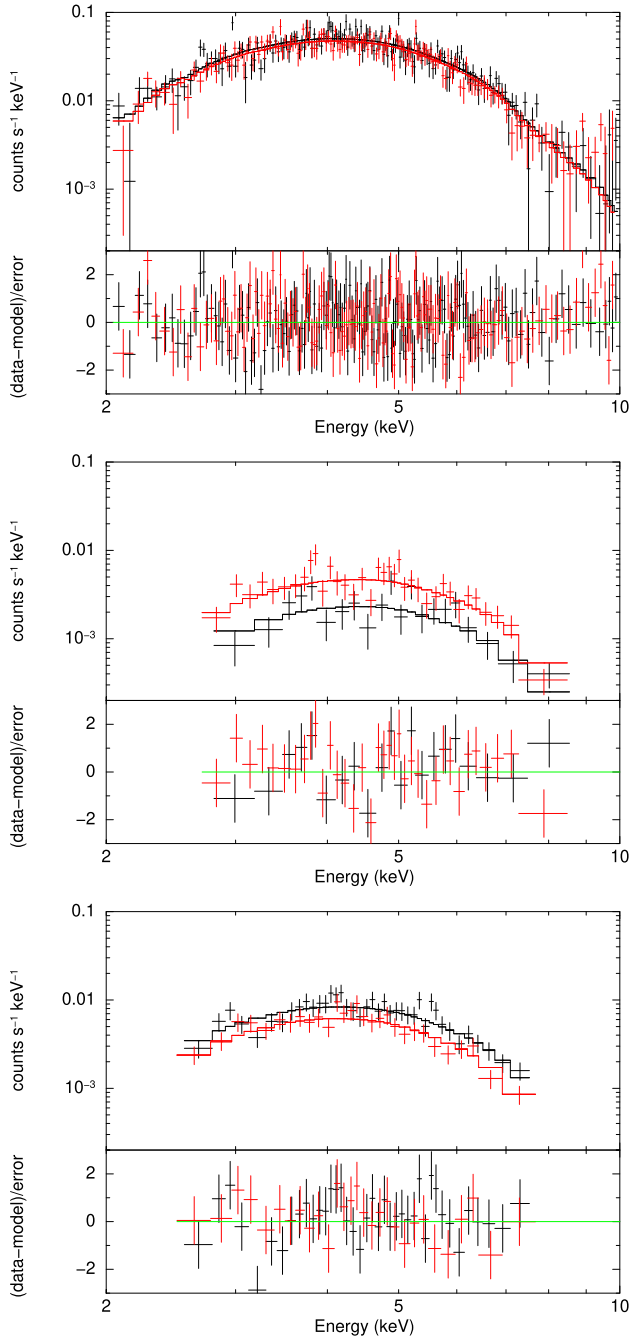 0.1
0.01
10⁻³
counts s⁻¹ keV⁻¹
2
0
−2
(data−model)/error
2 5 10
Energy (keV)
0.1
0.01
10⁻³
counts s⁻¹ keV⁻¹
2
0
−2
(data−model)/error
2 5 10
Energy (keV)
0.1
0.01
10⁻³
counts s⁻¹ keV⁻¹
2
0
−2
(data−model)/error
2 5 10
Energy (keV)